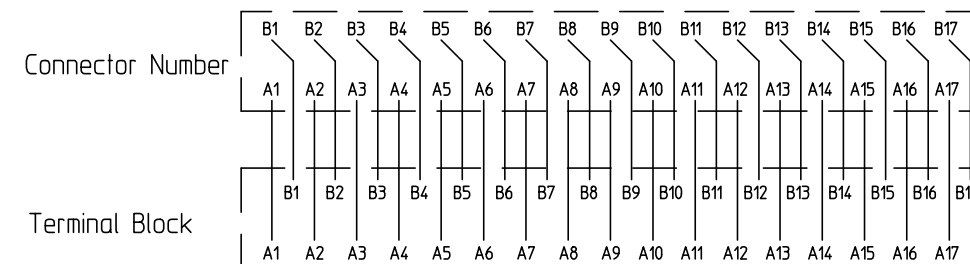 B1 B2 B3 B4 B5 B6 B7 B8 B9 B10 B11 B12 B13 B14 B15 B16 B17
Connector Number
A1 A2 A3 A4 A5 A6 A7 A8 A9 A10 A11 A12 A13 A14 A15 A16 A17
B1 B2 B3 B4 B5 B6 B7 B8 B9 B10 B11 B12 B13 B14 B15 B16
Terminal Block
A1 A2 A3 A4 A5 A6 A7 A8 A9 A10 A11 A12 A13 A14 A15 A16 A17